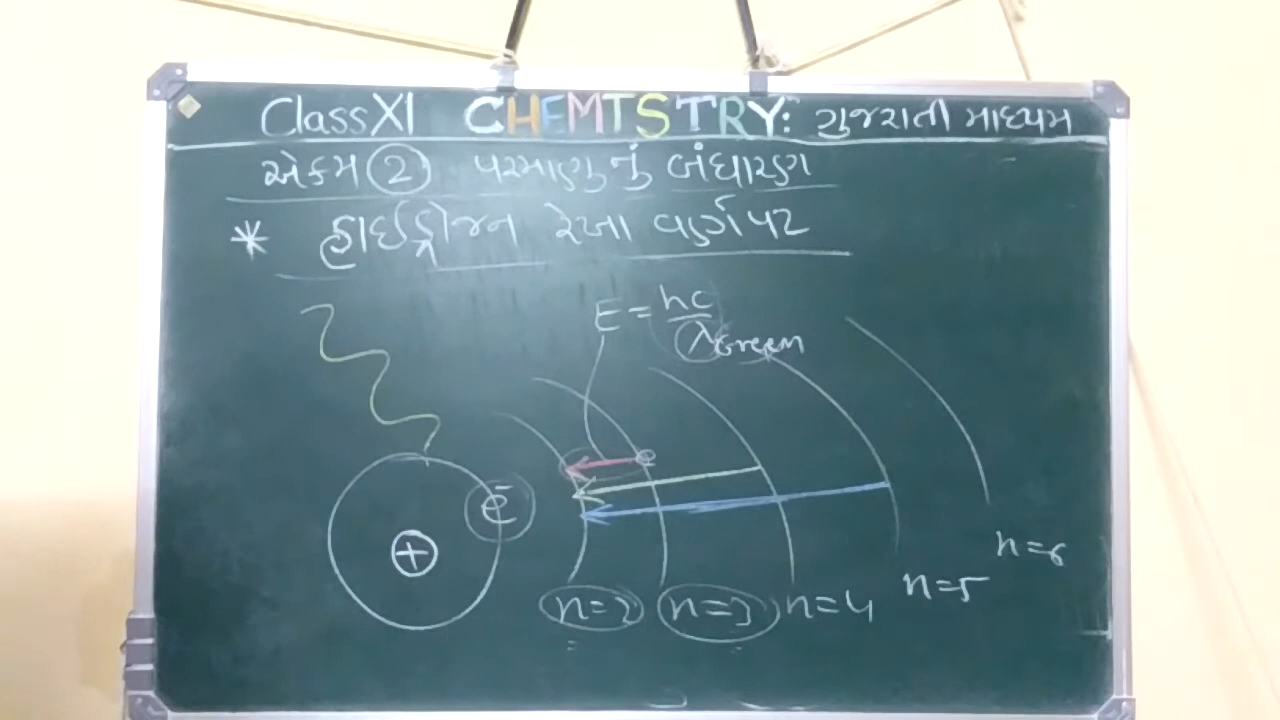 Class XI CHEMISTRY: ગુજરાતી માધ્યમ
એકમ 2 પરમાણુનું બંધારણ
* હાઈડ્રોજન રેખા વર્ણપટ
E = hc/λGreen
e
e⁻
+
n=2 n=3 n=4 n=5 n=6